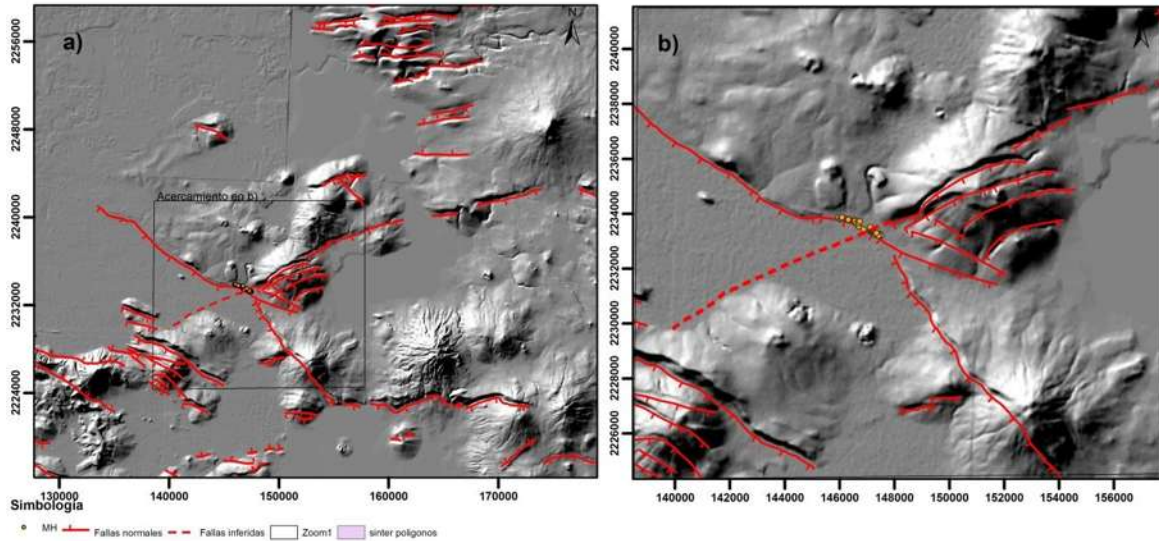 a)
N
2256000
2248000
2240000
2232000
2224000
Acercamiento en b)
130000 140000 150000 160000 170000
b)
2240000
2238000
2236000
2234000
2232000
2230000
2228000
2226000
140000 142000 144000 146000 148000 150000 152000 154000 156000
Simbología
MH Fallas normales Fallas inferidas Zoom1 sinter poligonos